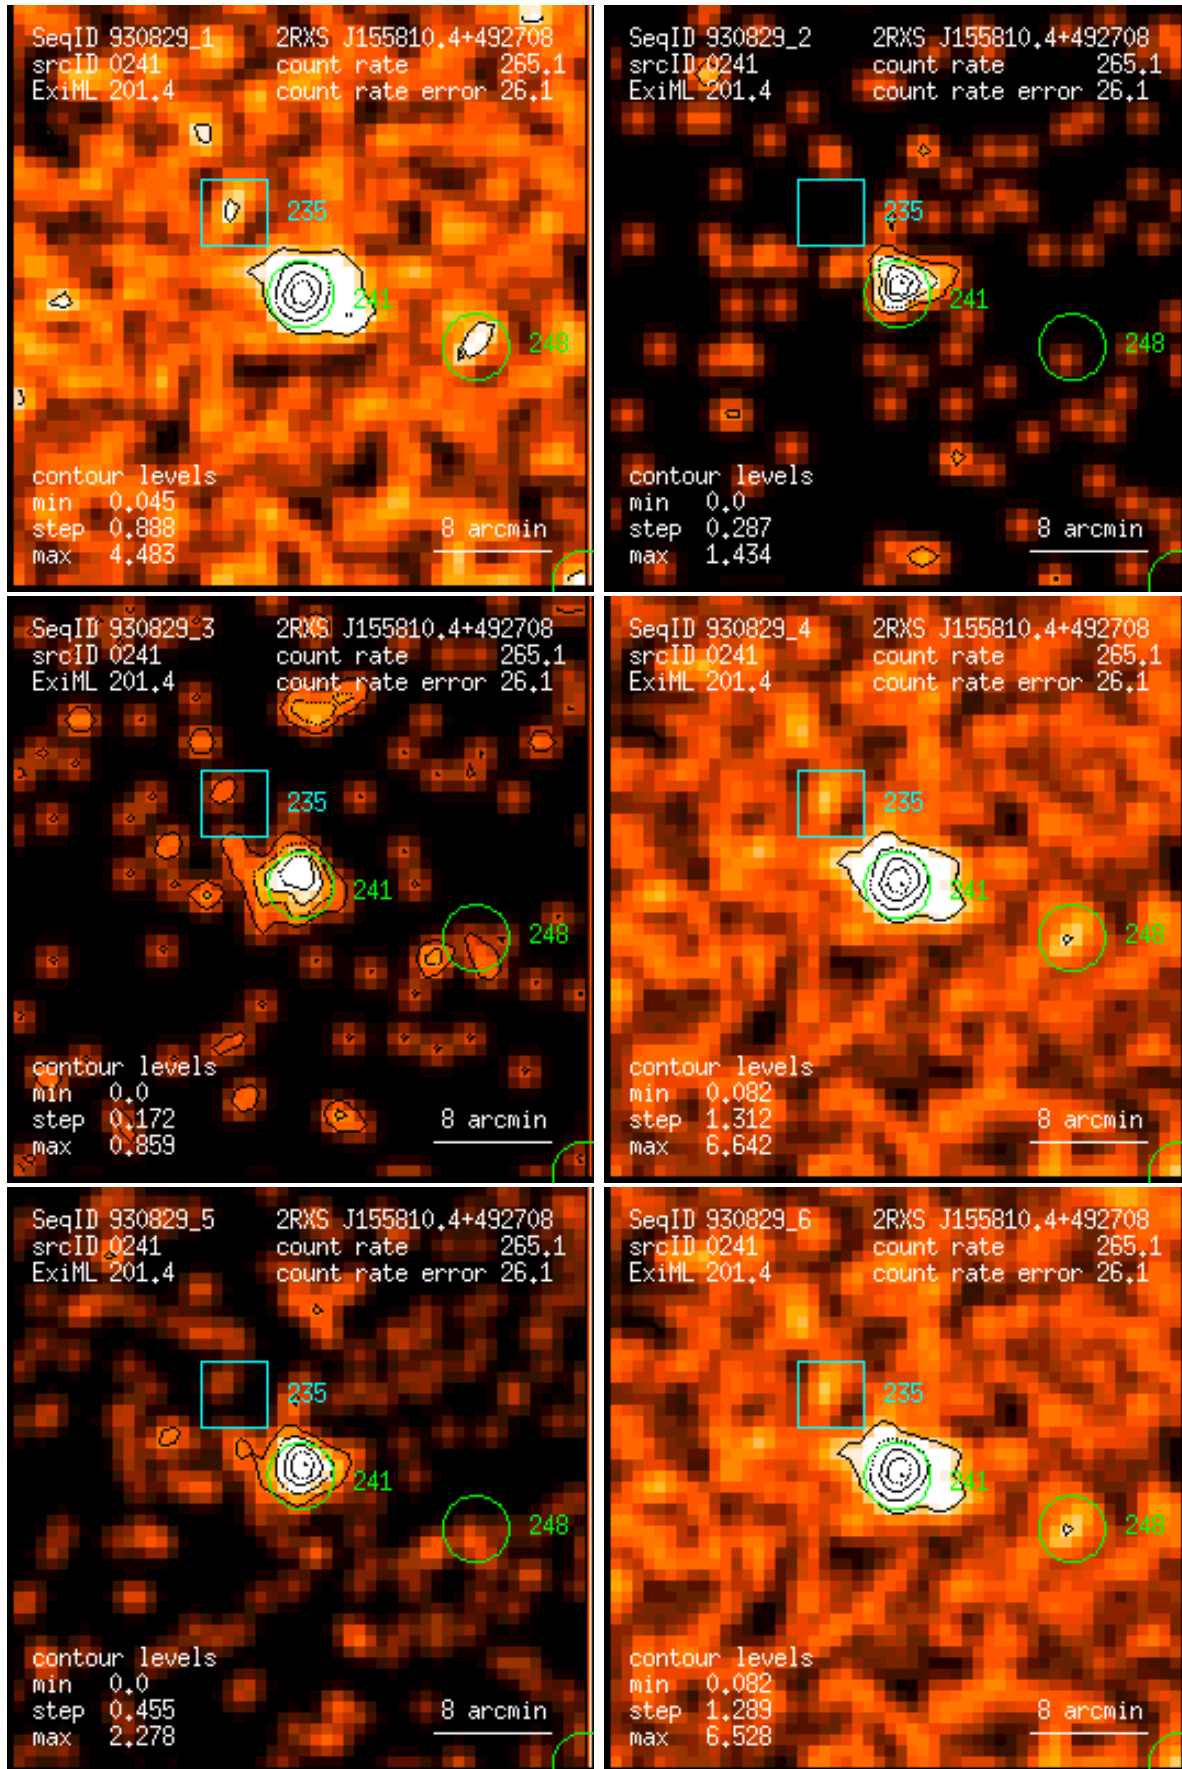 SeqID 930829_1 2RXS J155810.4+492708
srcID 0241 count rate 265.1
ExiML 201.4 count rate error 26.1
235
241
248
contour levels
min 0.045
step 0.888 8 arcmin
max 4.483
SeqID 930829_2 2RXS J155810.4+492708
srcID 0241 count rate 265.1
ExiML 201.4 count rate error 26.1
235
241
248
contour levels
min 0.0
step 0.287 8 arcmin
max 1.434
SeqID 930829_3 2RXS J155810.4+492708
srcID 0241 count rate 265.1
ExiML 201.4 count rate error 26.1
235
241
248
contour levels
min 0.0
step 0.172 8 arcmin
max 0.859
SeqID 930829_4 2RXS J155810.4+492708
srcID 0241 count rate 265.1
ExiML 201.4 count rate error 26.1
235
241
248
contour levels
min 0.082
step 1.312 8 arcmin
max 6.642
SeqID 930829_5 2RXS J155810.4+492708
srcID 0241 count rate 265.1
ExiML 201.4 count rate error 26.1
235
241
248
contour levels
min 0.0
step 0.455 8 arcmin
max 2.278
SeqID 930829_6 2RXS J155810.4+492708
srcID 0241 count rate 265.1
ExiML 201.4 count rate error 26.1
235
241
248
contour levels
min 0.082
step 1.289 8 arcmin
max 6.528